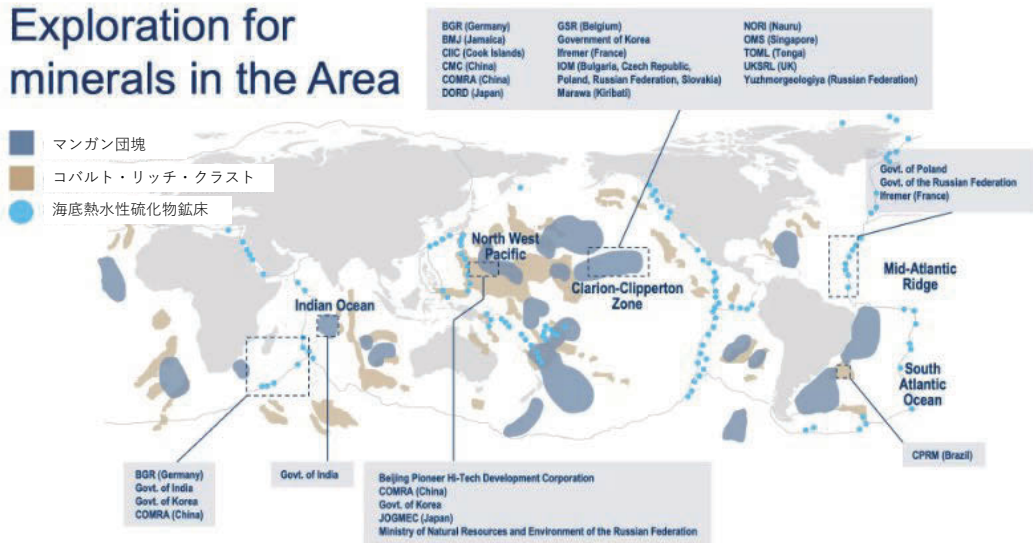 Exploration for
minerals in the Area
マンガン団塊
コバルト・リッチ・クラスト
海底熱水性硫化物鉱床
BGR (Germany)
BMJ (Jamaica)
CIIC (Cook Islands)
CMC (China)
COMRA (China)
DORD (Japan)
GSR (Belgium)
Government of Korea
Ifremer (France)
IOM (Bulgaria, Czech Republic,
Poland, Russian Federation, Slovakia)
Marawa (Kiribati)
NORI (Nauru)
OMS (Singapore)
TOML (Tonga)
UKSRL (UK)
Yuzhmorgeologiya (Russian Federation)
Govt. of Poland
Govt. of the Russian Federation
Ifremer (France)
North West
Pacific
Clarion-Clipperton
Zone
Mid-Atlantic
Ridge
Indian Ocean
South
Atlantic
Ocean
BGR (Germany)
Govt. of India
Govt. of Korea
COMRA (China)
Govt. of India
Beijing Pioneer Hi-Tech Development Corporation
COMRA (China)
Govt. of Korea
JOGMEC (Japan)
Ministry of Natural Resources and Environment of the Russian Federation
CPRM (Brazil)